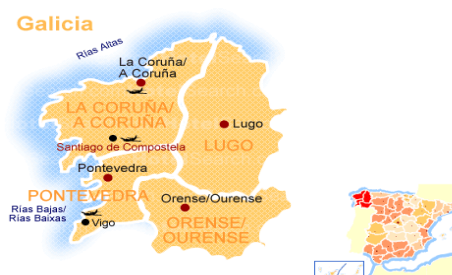 Galicia
Rías Altas
La Coruña/
A Coruña
LA CORUÑA/
A CORUÑA
Lugo
LUGO
Santiago de Compostela
Pontevedra
PONTEVEDRA
Orense/Ourense
Rías Bajas/
Rías Baixas
Vigo
ORENSE/
OURENSE